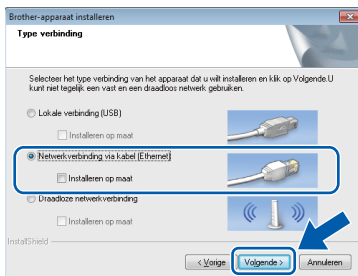 Brother-apparaat installeren
Type verbinding
Selecteer het type verbinding van het apparaat dat u wilt installeren en klik op Volgende.U
kunt niet tegelijk een vast en een draadloos netwerk gebruiken.
Lokale verbinding (USB)
Installeren op maat
Netwerkverbinding via kabel (Ethernet)
Installeren op maat
Draadloze netwerkverbinding
Installeren op maat
InstallShield
< Vorige
Volgende >
Annuleren